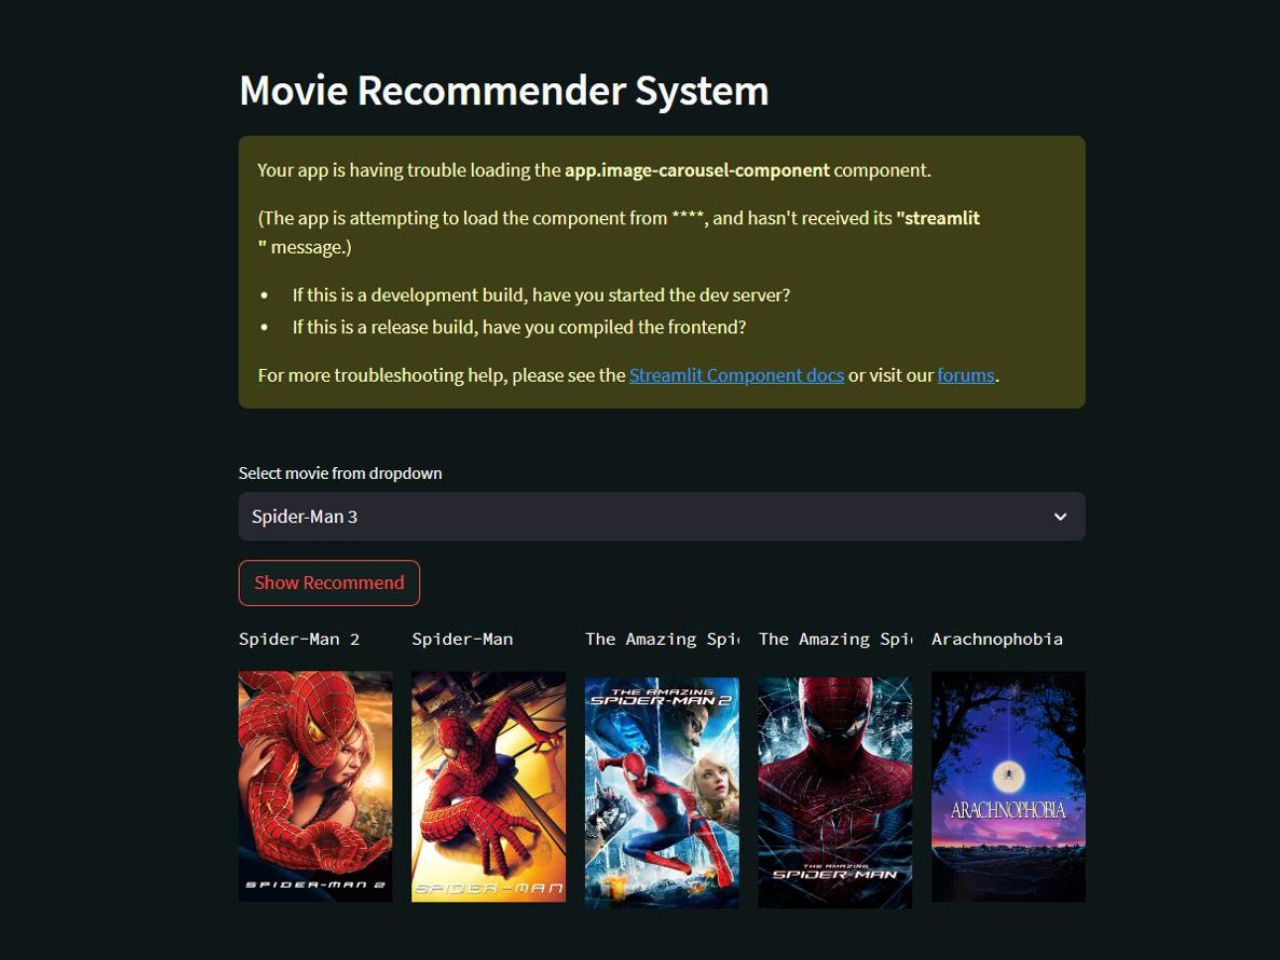 Movie Recommender System
Your app is having trouble loading the app.image-carousel-component component.
(The app is attempting to load the component from ****, and hasn't received its "streamlit
" message.)
• If this is a development build, have you started the dev server?
• If this is a release build, have you compiled the frontend?
For more troubleshooting help, please see the Streamlit Component docs or visit our forums.
Select movie from dropdown
Spider-Man 3
Show Recommend
Spider-Man 2
Spider-Man
The Amazing Spi
The Amazing Spi
Arachnophobia
SPIDER-MAN 2
SPIDER-MAN
THE AMAZING
SPIDER-MAN 2
THE AMAZING
SPIDER-MAN
ARACHNOPHOBIA